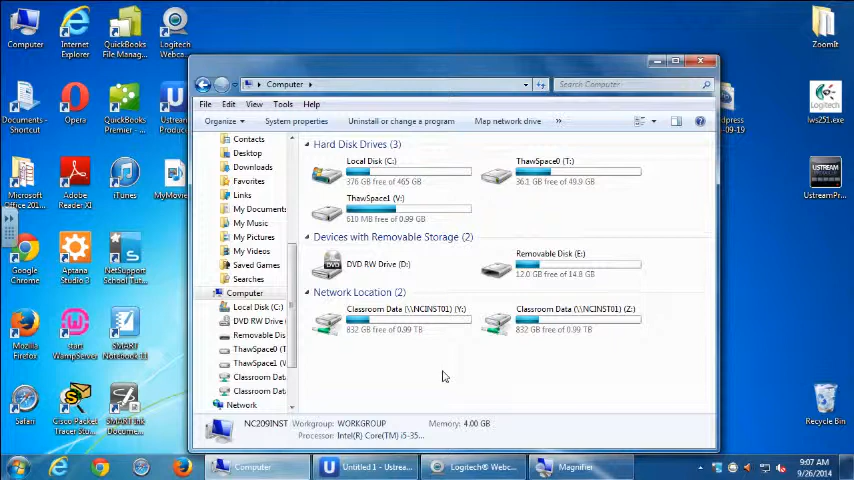 Computer
Internet
Explorer
QuickBooks
File Manag...
Logitech
Webca...
ZoomIt
Computer
Search Computer
File Edit View Tools Help
Organize System properties Uninstall or change a program Map network drive »
Documents -
Shortcut
Opera
QuickBooks
Premier - ...
Ustream
Produc
Logitech
lws251.exe
Contacts
Desktop
Downloads
Favorites
Links
My Documents
My Music
My Pictures
My Videos
Saved Games
Searches
Computer
Local Disk (C:)
DVD RW Drive
Removable Dis
ThawSpace0 (T
ThawSpace1 (V
Classroom Dat
Classroom Dat
Network
Hard Disk Drives (3)
Local Disk (C:)
376 GB free of 465 GB
ThawSpace0 (T:)
36.1 GB free of 49.9 GB
ThawSpace1 (V:)
610 MB free of 0.99 GB
Devices with Removable Storage (2)
DVD RW Drive (D:)
DVD
Removable Disk (E:)
12.0 GB free of 14.8 GB
Network Location (2)
Classroom Data (\\NCINST01) (Y:)
832 GB free of 0.99 TB
Classroom Data (\\NCINST01) (Z:)
832 GB free of 0.99 TB
Microsoft
Office 201...
Adobe
Reader XI
iTunes
MyMovie
USTREAM
UstreamPr...
Google
Chrome
Aptana
Studio 3
NetSupport
School Tut...
Mozilla
Firefox
start
WampServer
SMART
Notebook 11
Safari
Cisco Packet
Tracer Stu...
SMART Ink
Docume...
Recycle Bin
NC209INST Workgroup: WORKGROUP Memory: 4.00 GB
Processor: Intel(R) Core(TM) i5-35...
Computer
Untitled 1 - Ustrea...
Logitech® Webc...
Magnifier
9:07 AM
9/26/2014